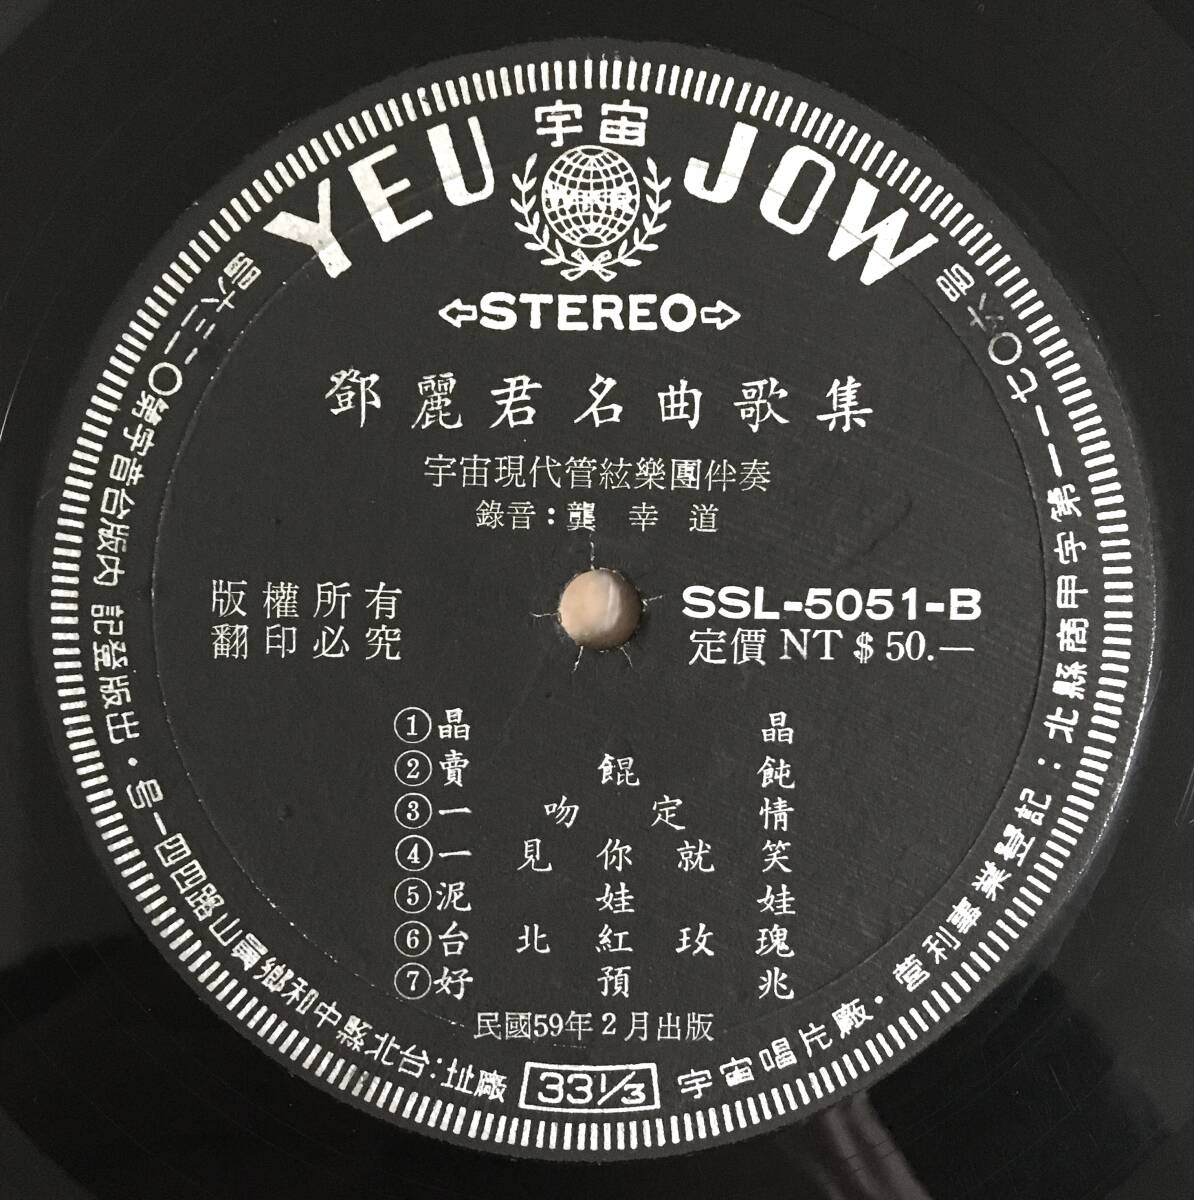 宇宙
YEU JOW
⇦STEREO⇨
鄧麗君名曲歌集
宇宙現代管絃樂團伴奏
錄音：龔幸道
版權所有
翻印必究
SSL-5051-B
定價 NT＄50.—
①晶晶
②賣餛飩
③一吻定情
④一見你就笑
⑤泥娃娃
⑥台北紅玫瑰
⑦好預兆
民國59年2月出版
33⅓
宇宙唱片廠・營利事業登記：北縣商甲字第一一七〇六號
廠址：台北縣中和鄉員山路四四一号・出版登記 內版台音字第〇二三六號